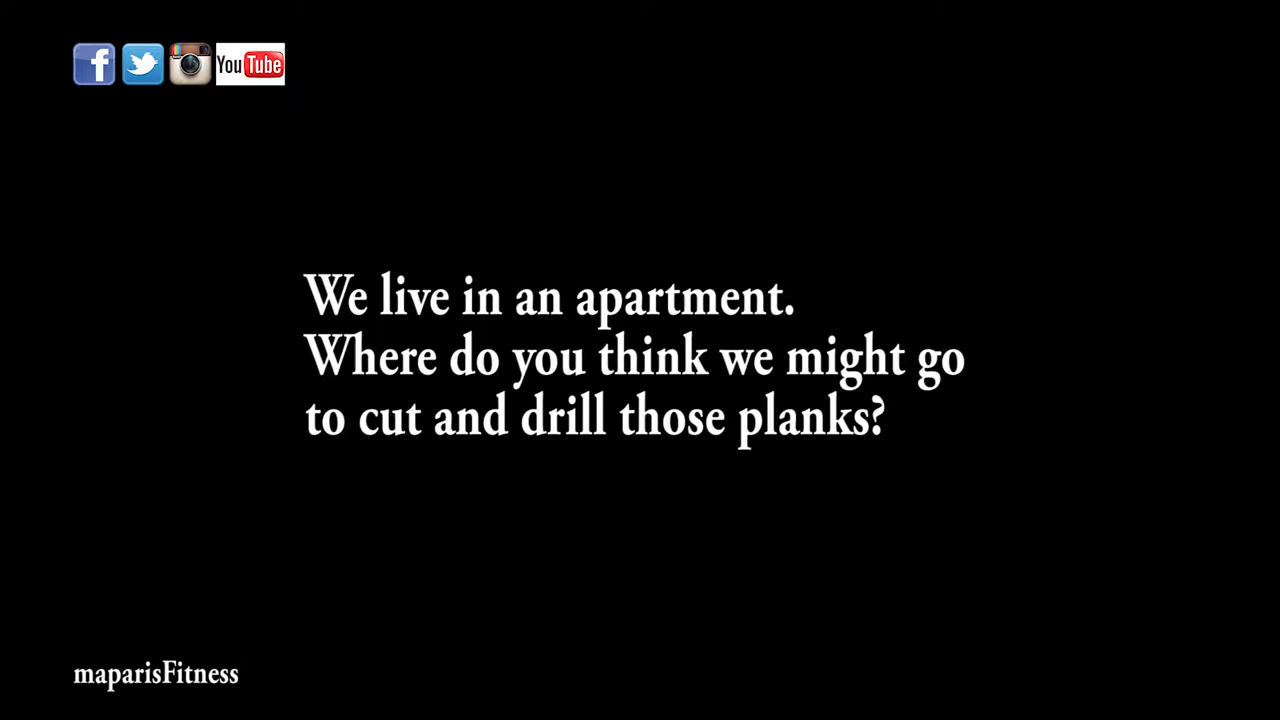 You Tube
We live in an apartment.
Where do you think we might go
to cut and drill those planks?
maparisFitness